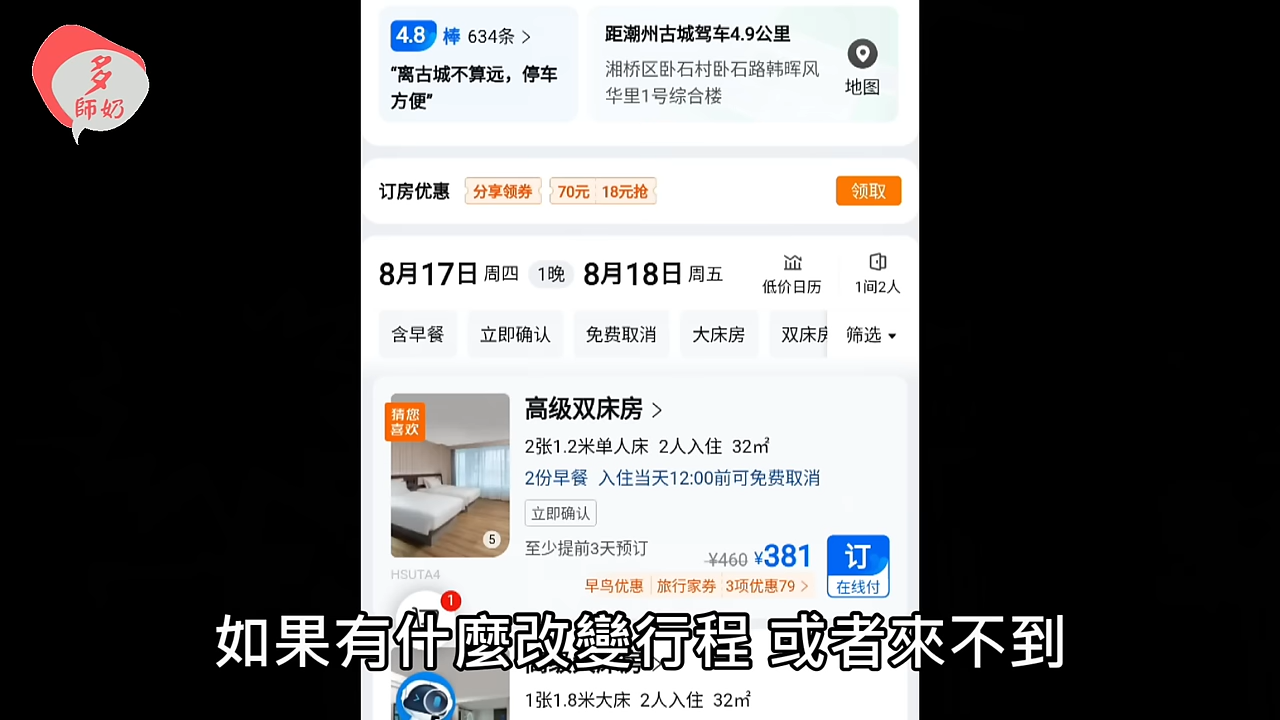 多
師奶
4.8 棒 634条 >
“离古城不算远，停车
方便”
距潮州古城驾车4.9公里
湘桥区卧石村卧石路韩晖风
华里1号综合楼
地图
订房优惠 分享领券 70元 18元抢 领取
8月17日 周四 1晚 8月18日 周五
低价日历 1间2人
含早餐 立即确认 免费取消 大床房 双床房 筛选
猜您
喜欢
高级双床房 >
2张1.2米单人床 2人入住 32㎡
2份早餐 入住当天12:00前可免费取消
立即确认
5
至少提前3天预订
¥460 ¥381 订
在线付
早鸟优惠 旅行家券 3项优惠79 >
HSUTA4
1
如果有什麼改變行程 或者來不到
1张1.8米大床 2人入住 32㎡